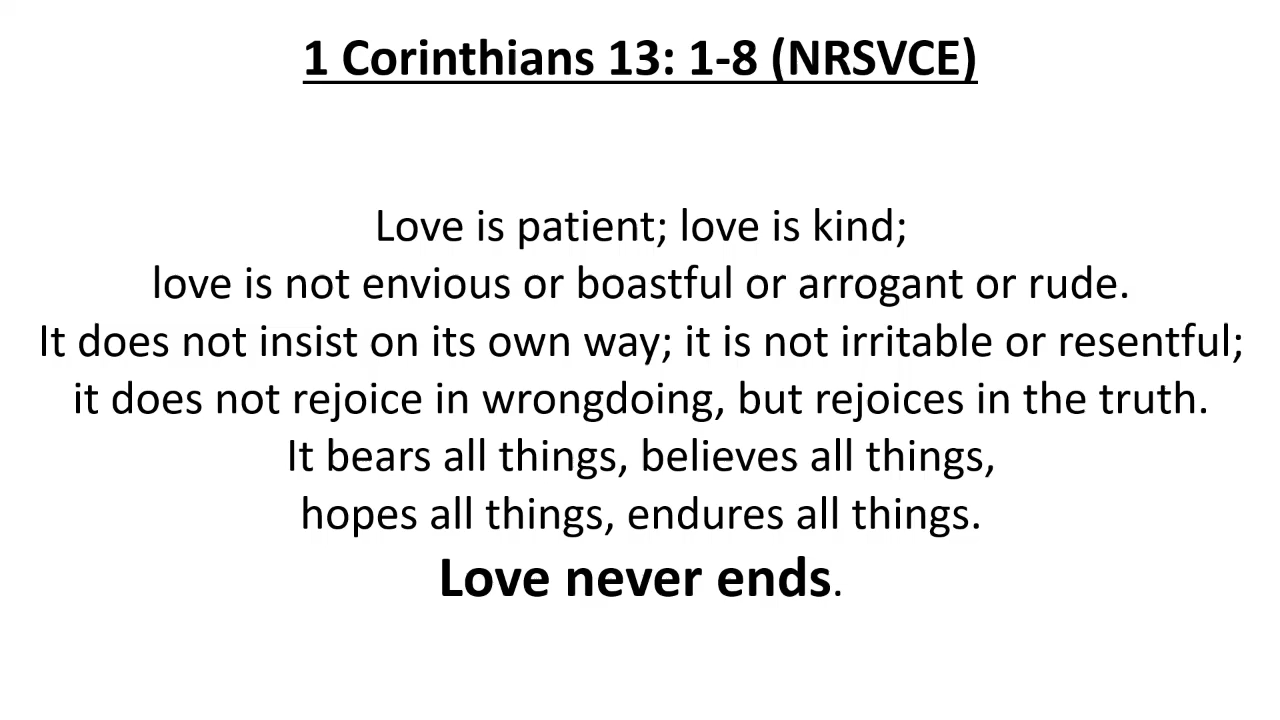 1 Corinthians 13: 1-8 (NRSVCE)
Love is patient; love is kind;
love is not envious or boastful or arrogant or rude.
It does not insist on its own way; it is not irritable or resentful;
it does not rejoice in wrongdoing, but rejoices in the truth.
It bears all things, believes all things,
hopes all things, endures all things.
Love never ends.